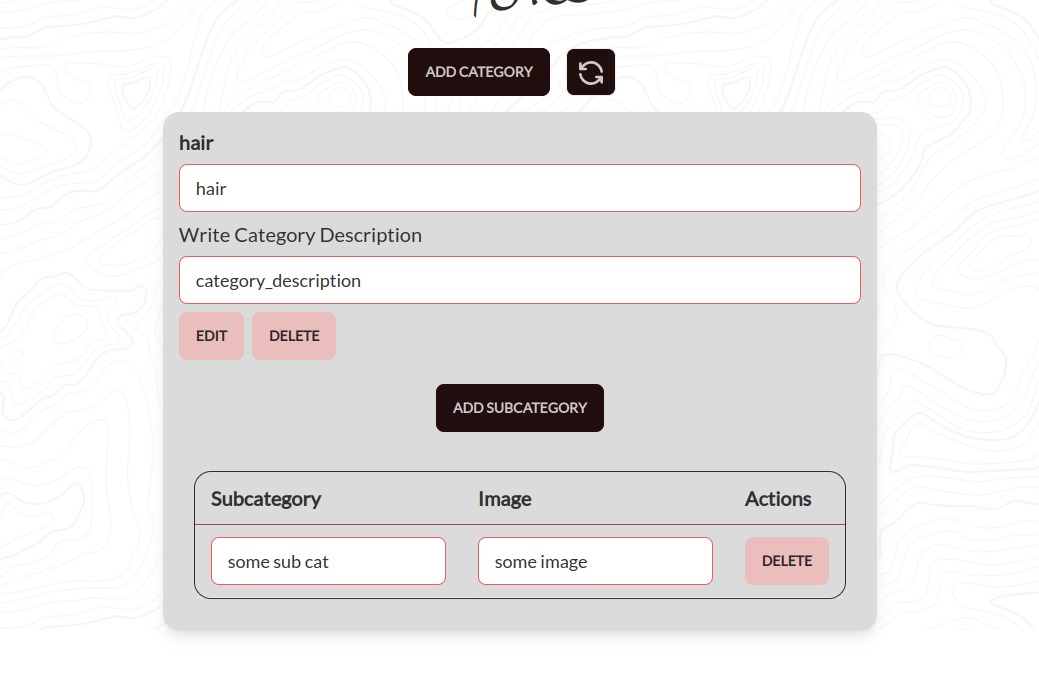 ADD CATEGORY
hair
hair
Write Category Description
category_description
EDIT DELETE
ADD SUBCATEGORY
Subcategory Image Actions
some sub cat some image DELETE